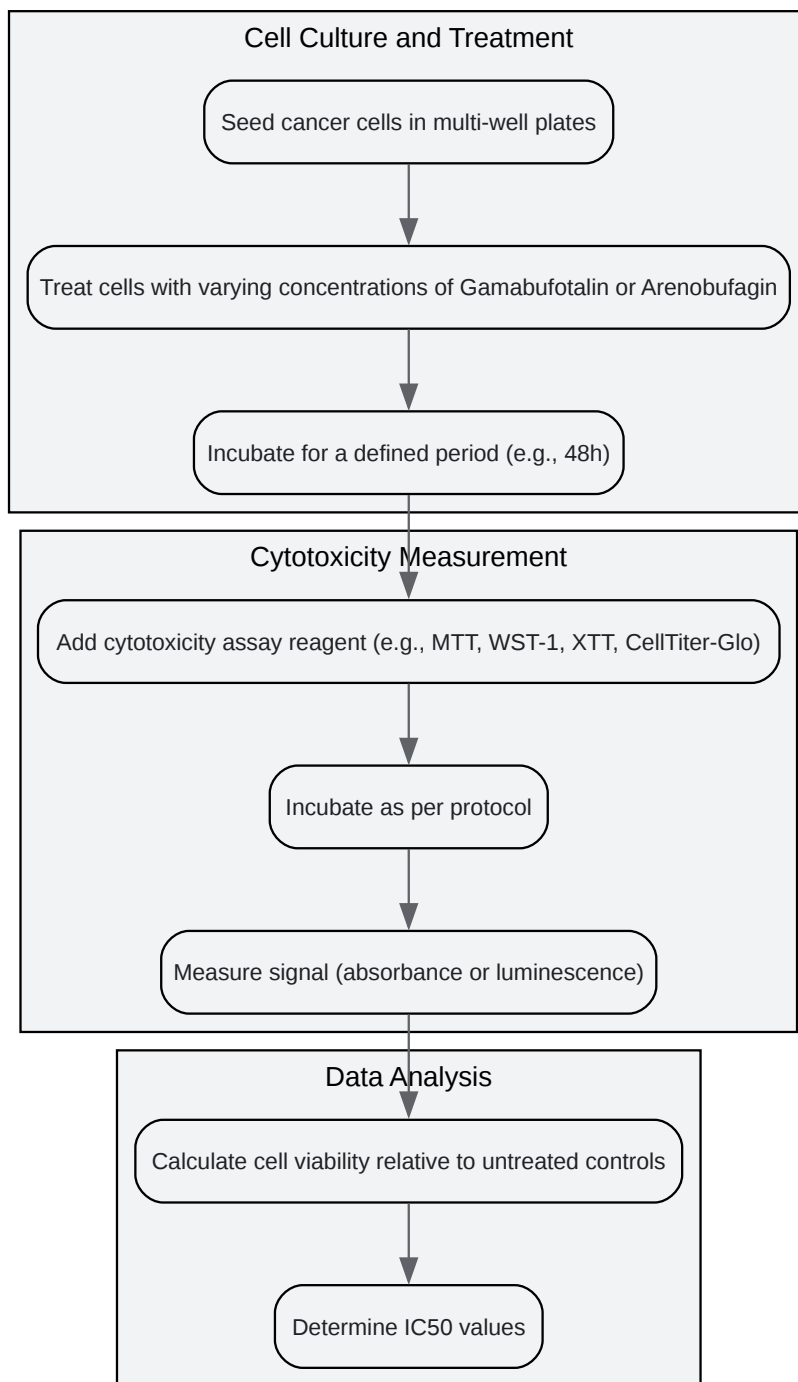 Cell Culture and Treatment
Seed cancer cells in multi-well plates
Treat cells with varying concentrations of Gamabufotalin or Arenobufagin
Incubate for a defined period (e.g., 48h)
Cytotoxicity Measurement
Add cytotoxicity assay reagent (e.g., MTT, WST-1, XTT, CellTiter-Glo)
Incubate as per protocol
Measure signal (absorbance or luminescence)
Data Analysis
Calculate cell viability relative to untreated controls
Determine IC50 values